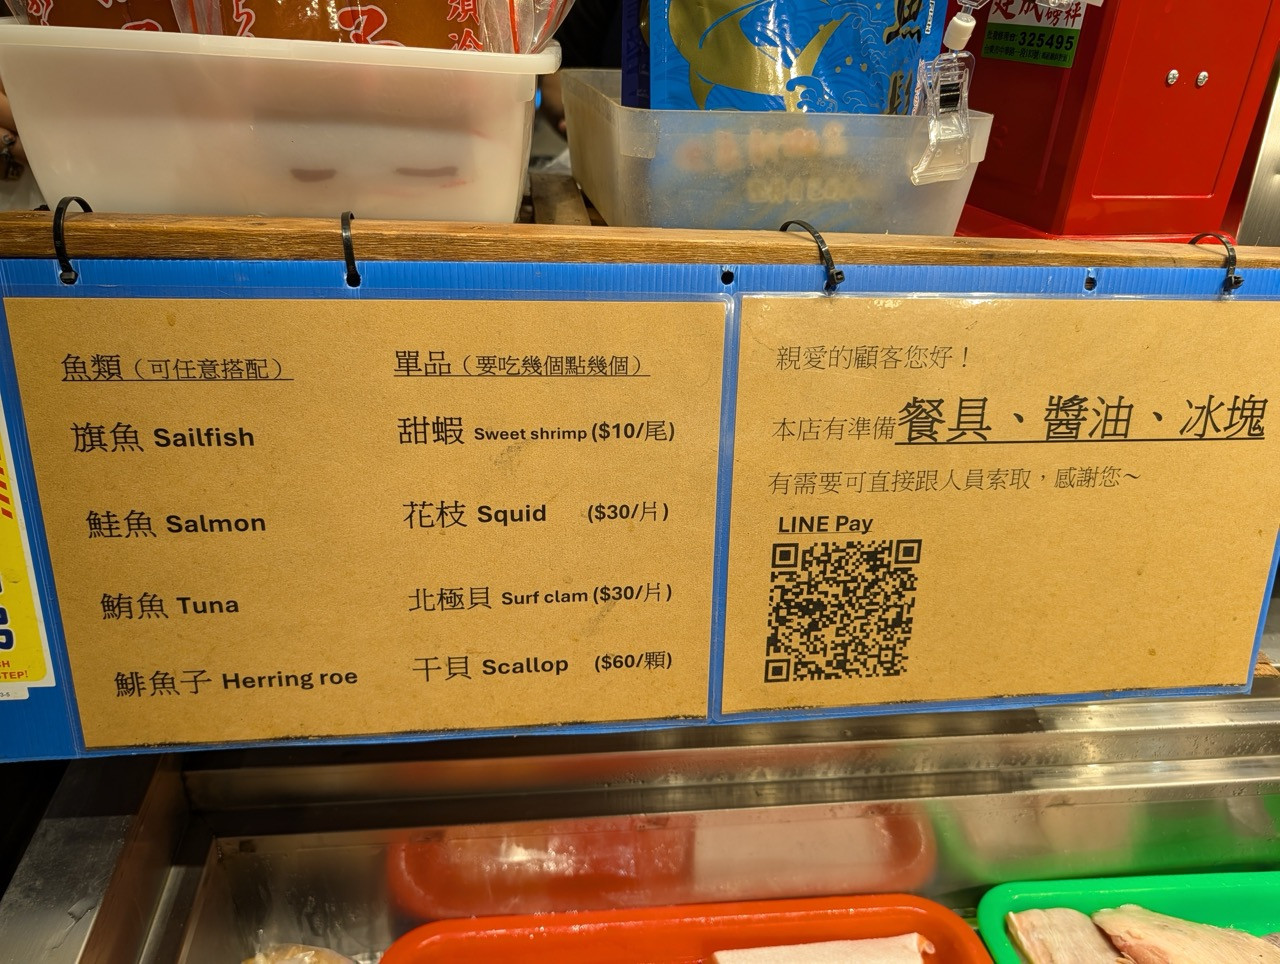 325495
魚類（可任意搭配）
旗魚 Sailfish
鮭魚 Salmon
鮪魚 Tuna
鯡魚子 Herring roe
單品（要吃幾個點幾個）
甜蝦 Sweet shrimp ($10/尾)
花枝 Squid ($30/片)
北極貝 Surf clam ($30/片)
干貝 Scallop ($60/顆)
親愛的顧客您好！
本店有準備餐具、醬油、冰塊
有需要可直接跟人員索取，感謝您～
LINE Pay